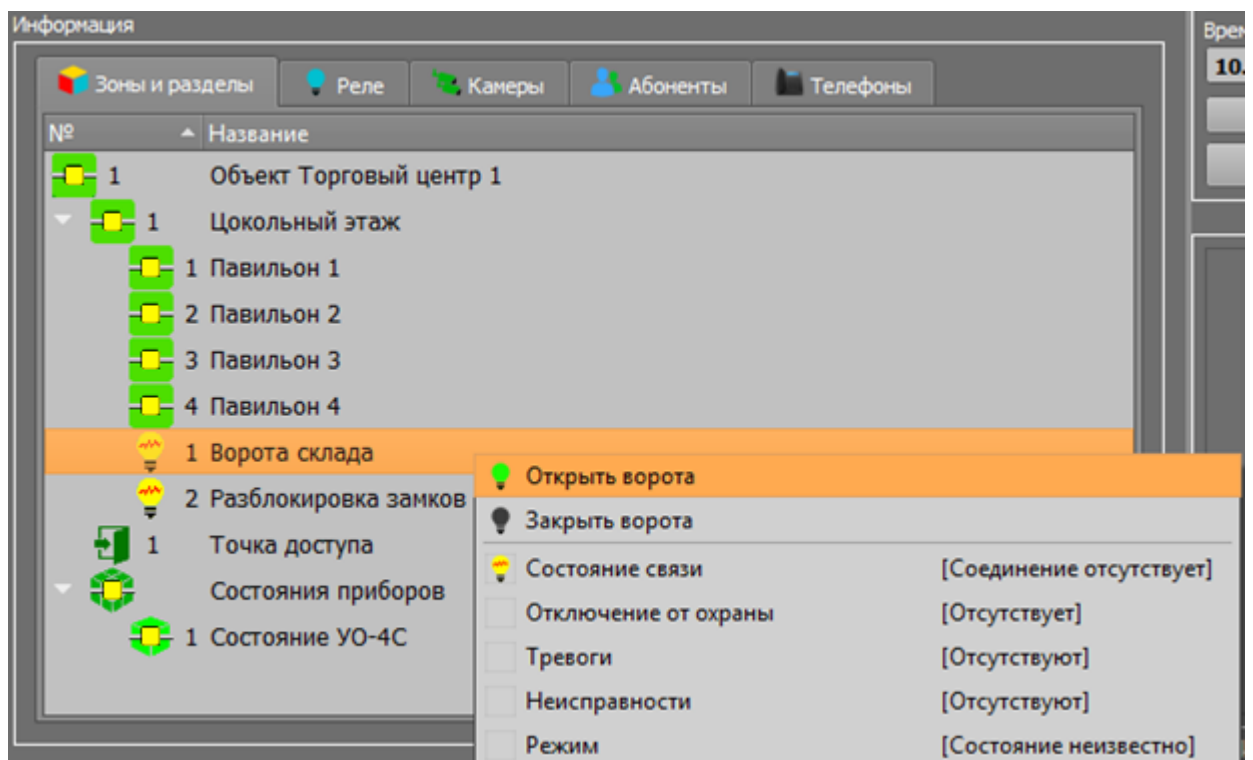 Информация
Врем
10.
Зоны и разделы Реле Камеры Абоненты Телефоны
№ Название
1 Объект Торговый центр 1
1 Цокольный этаж
1 Павильон 1
2 Павильон 2
3 Павильон 3
4 Павильон 4
1 Ворота склада
2 Разблокировка замков
1 Точка доступа
Состояния приборов
1 Состояние УО-4С
Открыть ворота
Закрыть ворота
Состояние связи [Соединение отсутствует]
Отключение от охраны [Отсутствует]
Тревоги [Отсутствуют]
Неисправности [Отсутствуют]
Режим [Состояние неизвестно]